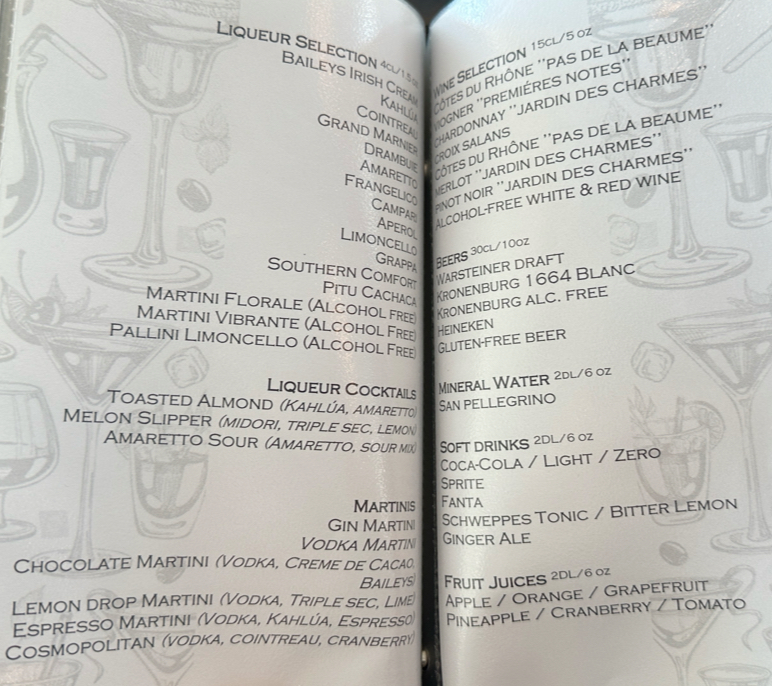 LIQUEUR SELECTION 4CL/1.5 OZ
BAILEYS IRISH CREAM
KAHLÚA
COINTREAU
GRAND MARNIER
DRAMBUIE
AMARETTO
FRANGELICO
CAMPARI
APEROL
LIMONCELLO
GRAPPA
SOUTHERN COMFORT
PITU CACHACA
MARTINI FLORALE (ALCOHOL FREE)
MARTINI VIBRANTE (ALCOHOL FREE)
PALLINI LIMONCELLO (ALCOHOL FREE)
LIQUEUR COCKTAILS
TOASTED ALMOND (KAHLÚA, AMARETTO)
MELON SLIPPER (MIDORI, TRIPLE SEC, LEMON)
AMARETTO SOUR (AMARETTO, SOUR MIX)
MARTINIS
GIN MARTINI
VODKA MARTINI
CHOCOLATE MARTINI (VODKA, CREME DE CACAO,
BAILEYS)
LEMON DROP MARTINI (VODKA, TRIPLE SEC, LIME)
ESPRESSO MARTINI (VODKA, KAHLÚA, ESPRESSO)
COSMOPOLITAN (VODKA, COINTREAU, CRANBERRY)
WINE SELECTION 15CL/5 OZ
CÔTES DU RHÔNE ''PAS DE LA BEAUME''
VIOGNER ''PREMIÉRES NOTES''
CHARDONNAY ''JARDIN DES CHARMES''
CROIX SALANS
CÔTES DU RHÔNE ''PAS DE LA BEAUME''
MERLOT ''JARDIN DES CHARMES''
PINOT NOIR ''JARDIN DES CHARMES''
ALCOHOL-FREE WHITE & RED WINE
BEERS 30CL/10OZ
WARSTEINER DRAFT
KRONENBURG 1664 BLANC
KRONENBURG ALC. FREE
HEINEKEN
GLUTEN-FREE BEER
MINERAL WATER 2DL/6 OZ
SAN PELLEGRINO
SOFT DRINKS 2DL/6 OZ
COCA-COLA / LIGHT / ZERO
SPRITE
FANTA
SCHWEPPES TONIC / BITTER LEMON
GINGER ALE
FRUIT JUICES 2DL/6 OZ
APPLE / ORANGE / GRAPEFRUIT
PINEAPPLE / CRANBERRY / TOMATO